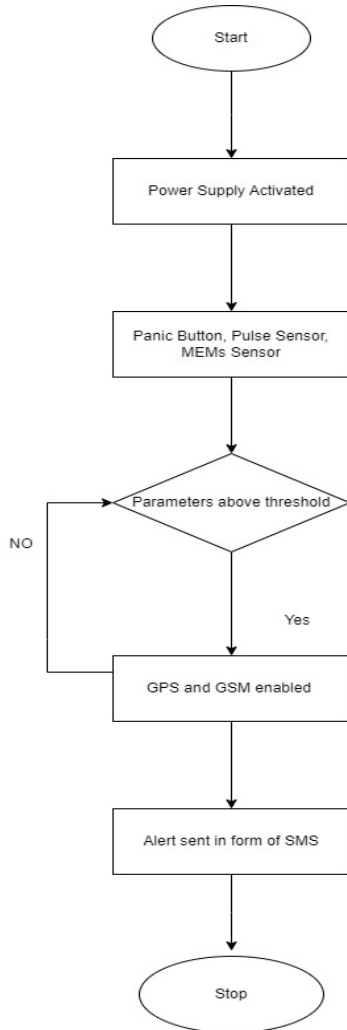 Start
Power Supply Activated
Panic Button, Pulse Sensor,
MEMs Sensor
Parameters above threshold
NO
Yes
GPS and GSM enabled
Alert sent in form of SMS
Stop